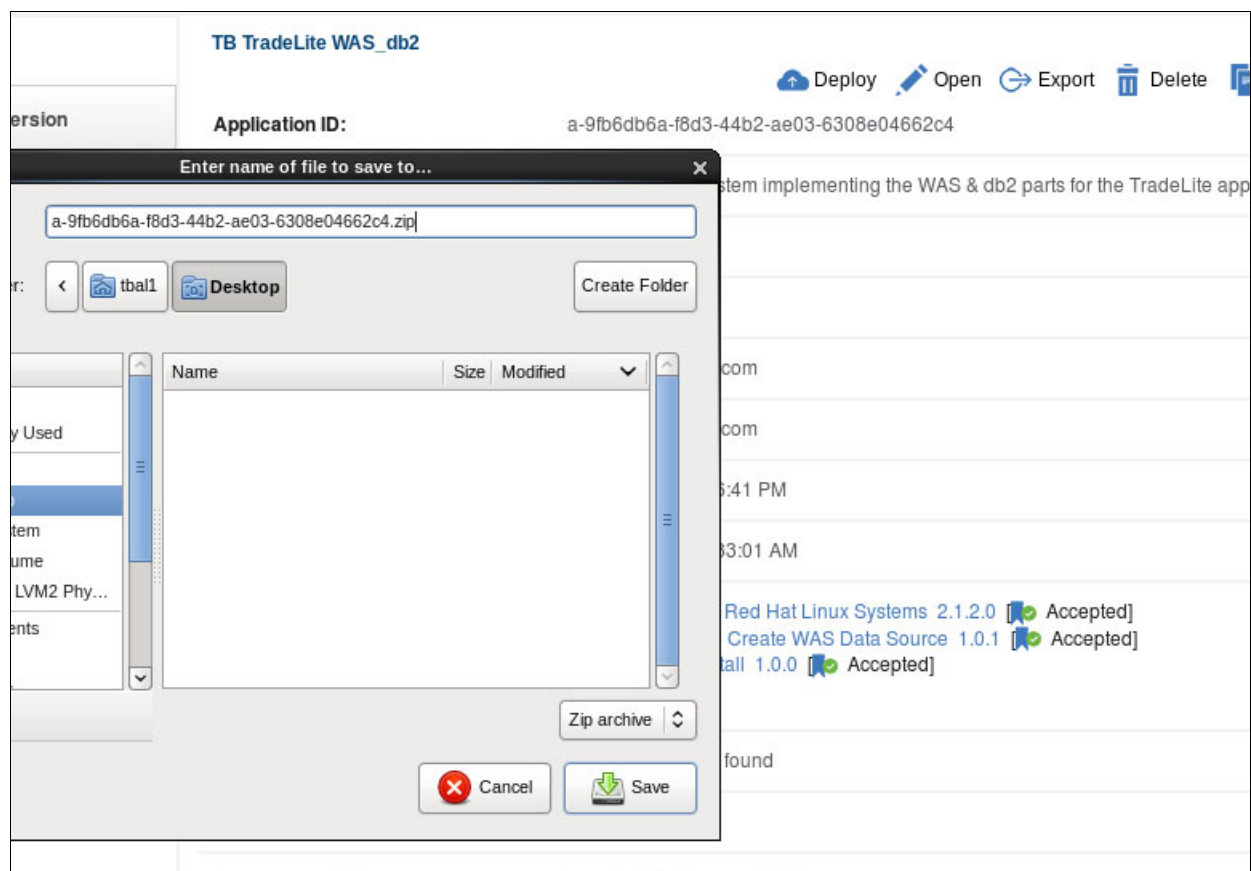 TB TradeLite WAS_db2
Deploy Open Export Delete
ersion
Application ID: a-9fb6db6a-f8d3-44b2-ae03-6308e04662c4
Enter name of file to save to...
stem implementing the WAS & db2 parts for the TradeLite app
a-9fb6db6a-f8d3-44b2-ae03-6308e04662c4.zip
r: tbal1 Desktop Create Folder
Name Size Modified
com
y Used
com
:41 PM
tem
33:01 AM
ume
LVM2 Phy...
Red Hat Linux Systems 2.1.2.0 [ Accepted]
ents
Create WAS Data Source 1.0.1 [ Accepted]
tall 1.0.0 [ Accepted]
Zip archive
found
Cancel Save